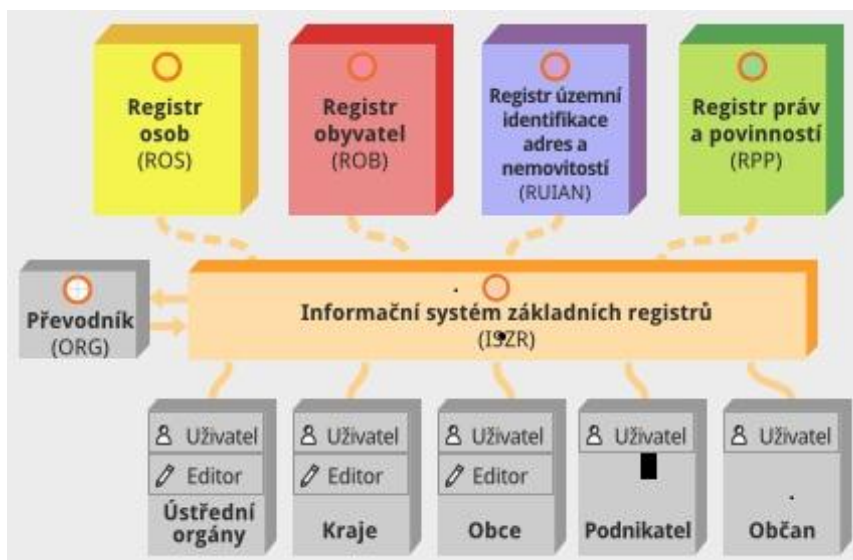 Registr
osob
(ROS)
Registr
obyvatel
(ROB)
Registr územní
identifikace
adres a
nemovitostí
(RUIAN)
Registr práv
a povinností
(RPP)
Převodník
(ORG)
Informační systém základních registrů
(ISZR)
Uživatel
Editor
Ústřední
orgány
Uživatel
Editor
Kraje
Uživatel
Editor
Obce
Uživatel
Podnikatel
Uživatel
Občan